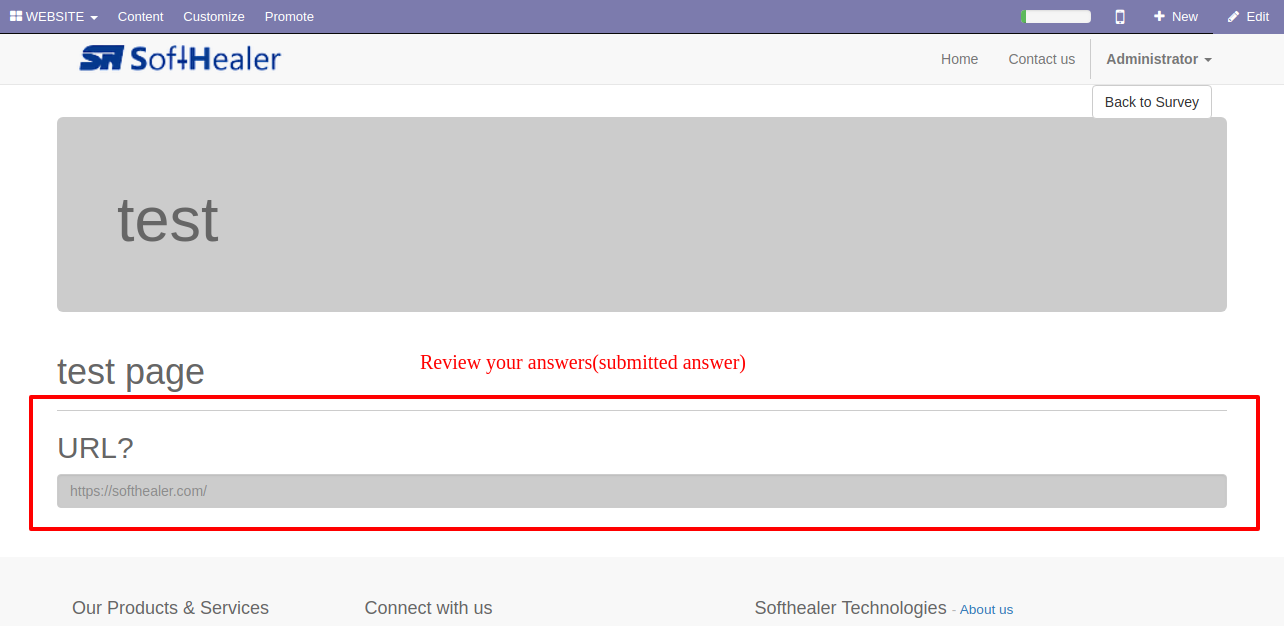 WEBSITE Content Customize Promote New Edit
SoftHealer Home Contact us Administrator
Back to Survey
test
test page
Review your answers(submitted answer)
URL?
https://softhealer.com/
Our Products & Services Connect with us Softhealer Technologies - About us